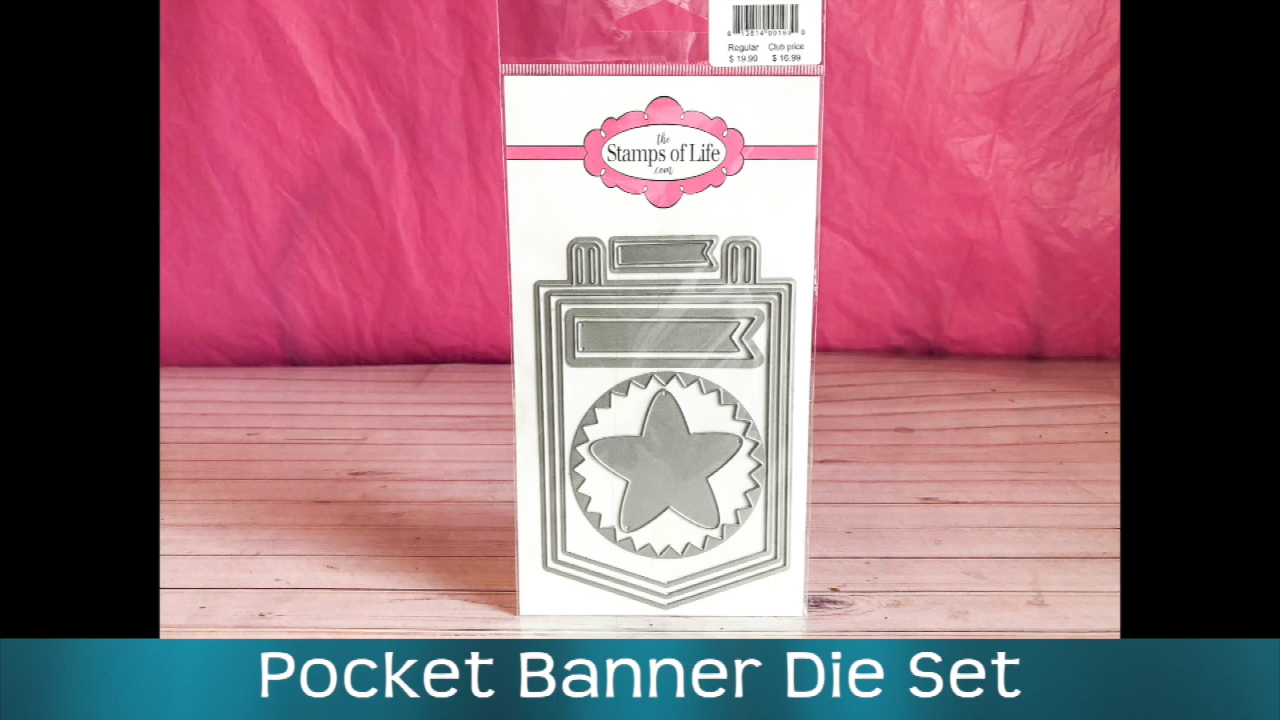 Regular Club price
$ 19.99 $ 16.99
the
Stamps of Life
.com
Pocket Banner Die Set